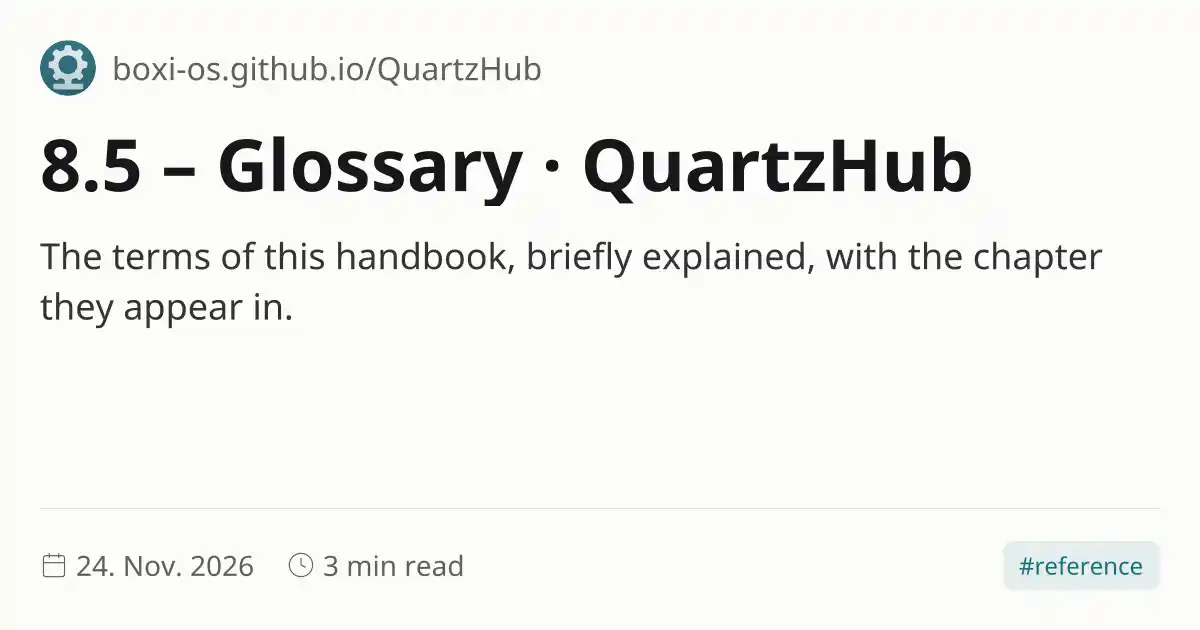 boxi-os.github.io/QuartzHub
8.5 – Glossary · QuartzHub
The terms of this handbook, briefly explained, with the chapter
they appear in.
24. Nov. 2026 3 min read #reference